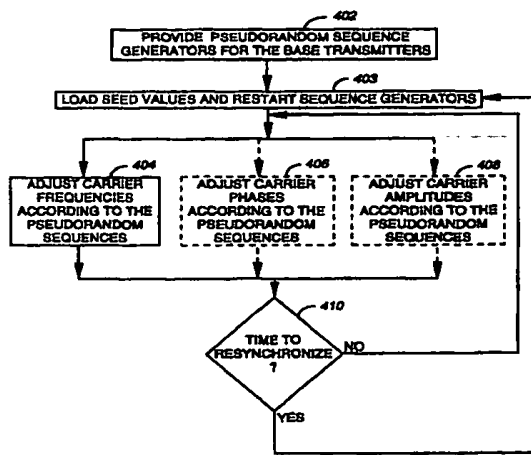 402
PROVIDE PSEUDORANDOM SEQUENCE
GENERATORS FOR THE BASE TRANSMITTERS
403
LOAD SEED VALUES AND RESTART SEQUENCE GENERATORS
404
ADJUST CARRIER
FREQUENCIES
ACCORDING TO THE
PSEUDORANDOM
SEQUENCES
406
ADJUST CARRIER
PHASES
ACCORDING TO THE
PSEUDORANDOM
SEQUENCES
408
ADJUST CARRIER
AMPLITUDES
ACCORDING TO THE
PSEUDORANDOM
SEQUENCES
410
TIME TO
RESYNCHRONIZE
?
NO
YES